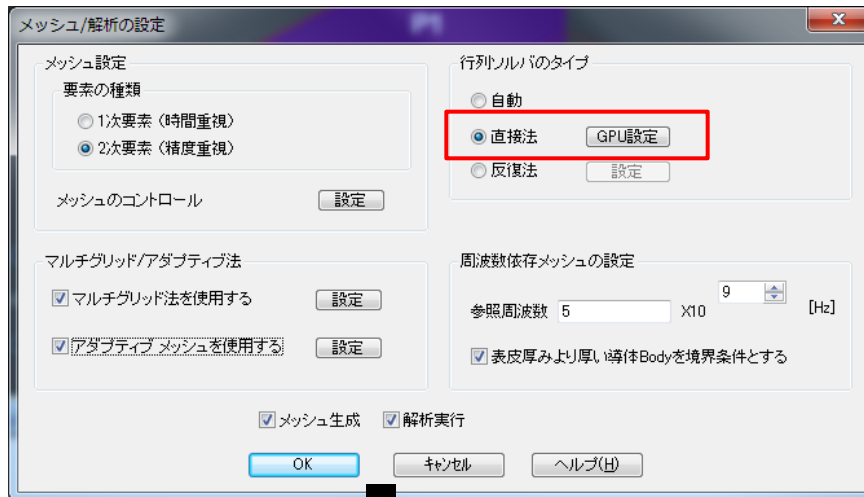 メッシュ/解析の設定
P1
メッシュ設定
要素の種類
1次要素（時間重視）
2次要素（精度重視）
メッシュのコントロール
設定
行列ソルバのタイプ
自動
直接法
GPU設定
反復法
設定
マルチグリッド/アダプティブ法
マルチグリッド法を使用する
設定
アダプティブ メッシュを使用する
設定
周波数依存メッシュの設定
参照周波数 5 X10 9 [Hz]
表皮厚みより厚い導体Bodyを境界条件とする
メッシュ生成 解析実行
OK キャンセル ヘルプ(H)